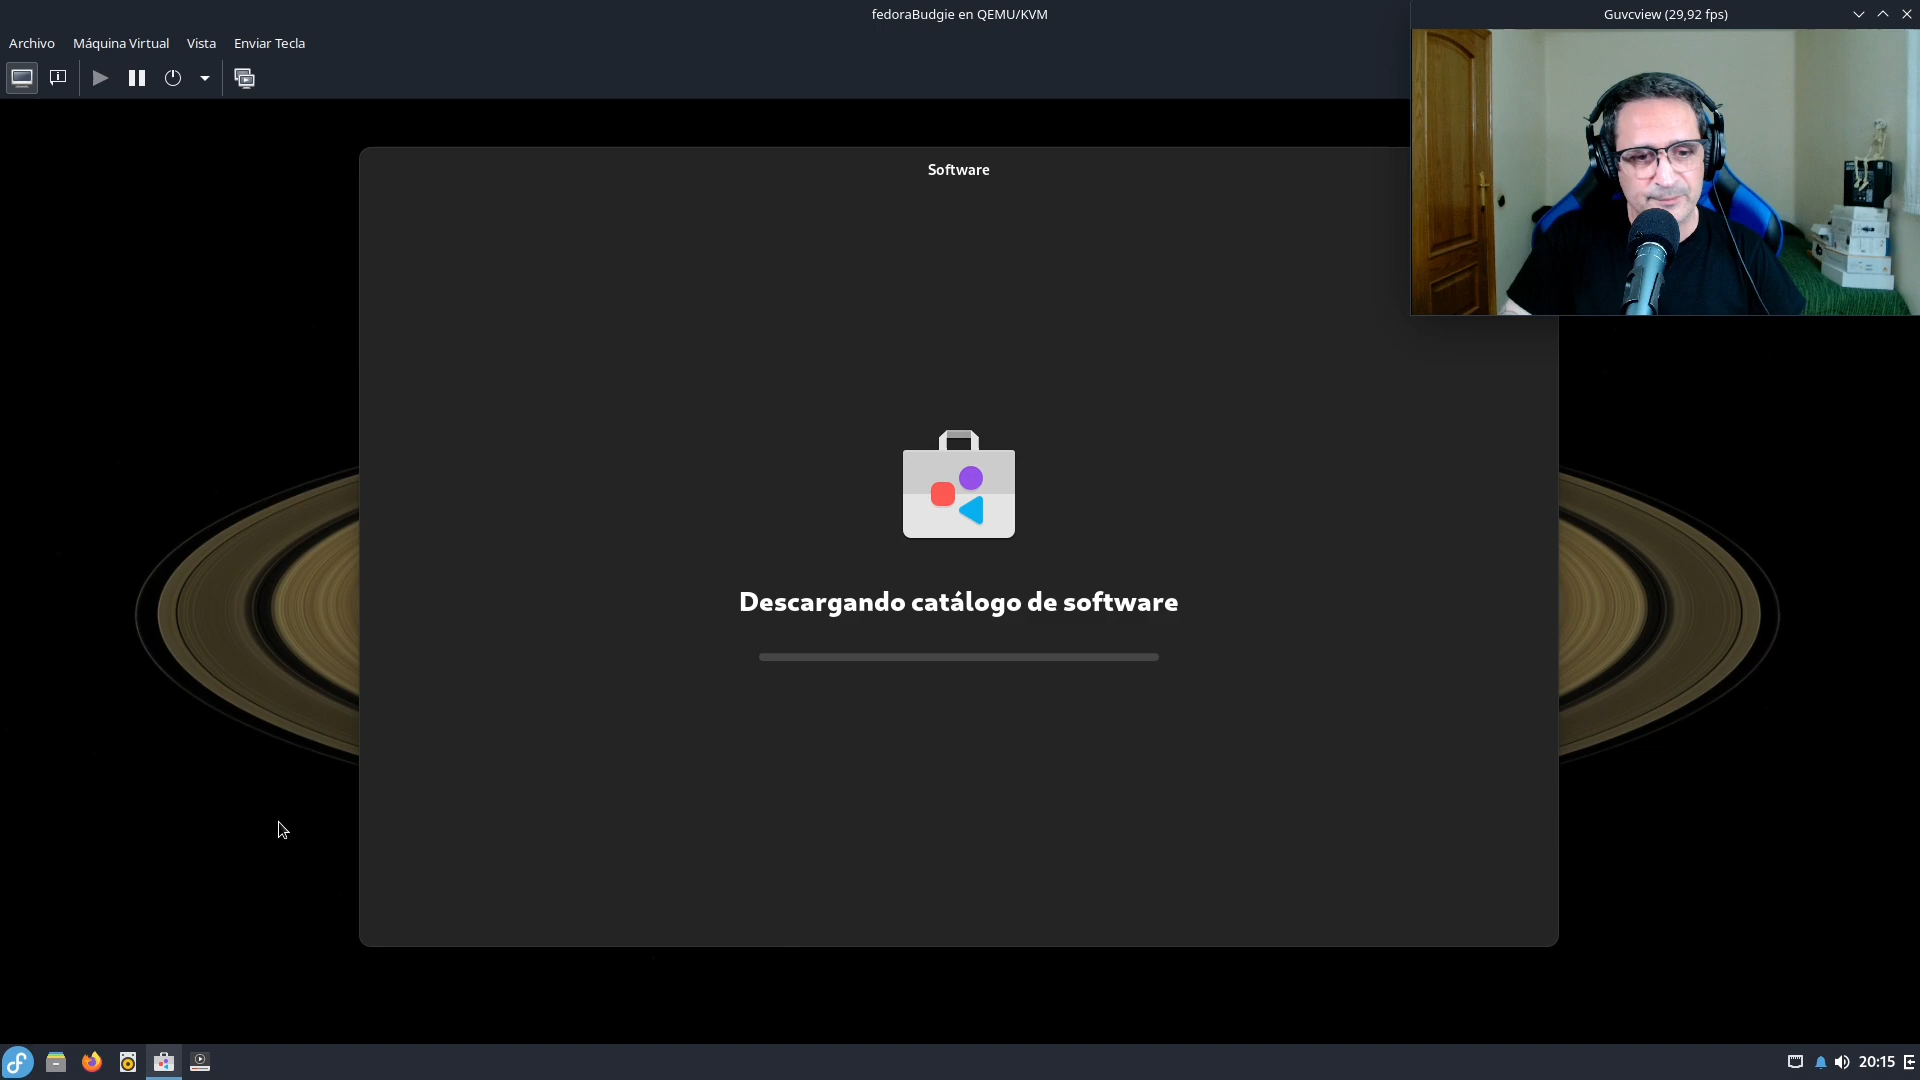 fedoraBudgie en QEMU/KVM
Guvcview (29,92 fps)
Archivo Máquina Virtual Vista Enviar Tecla
Software
Descargando catálogo de software
20:15